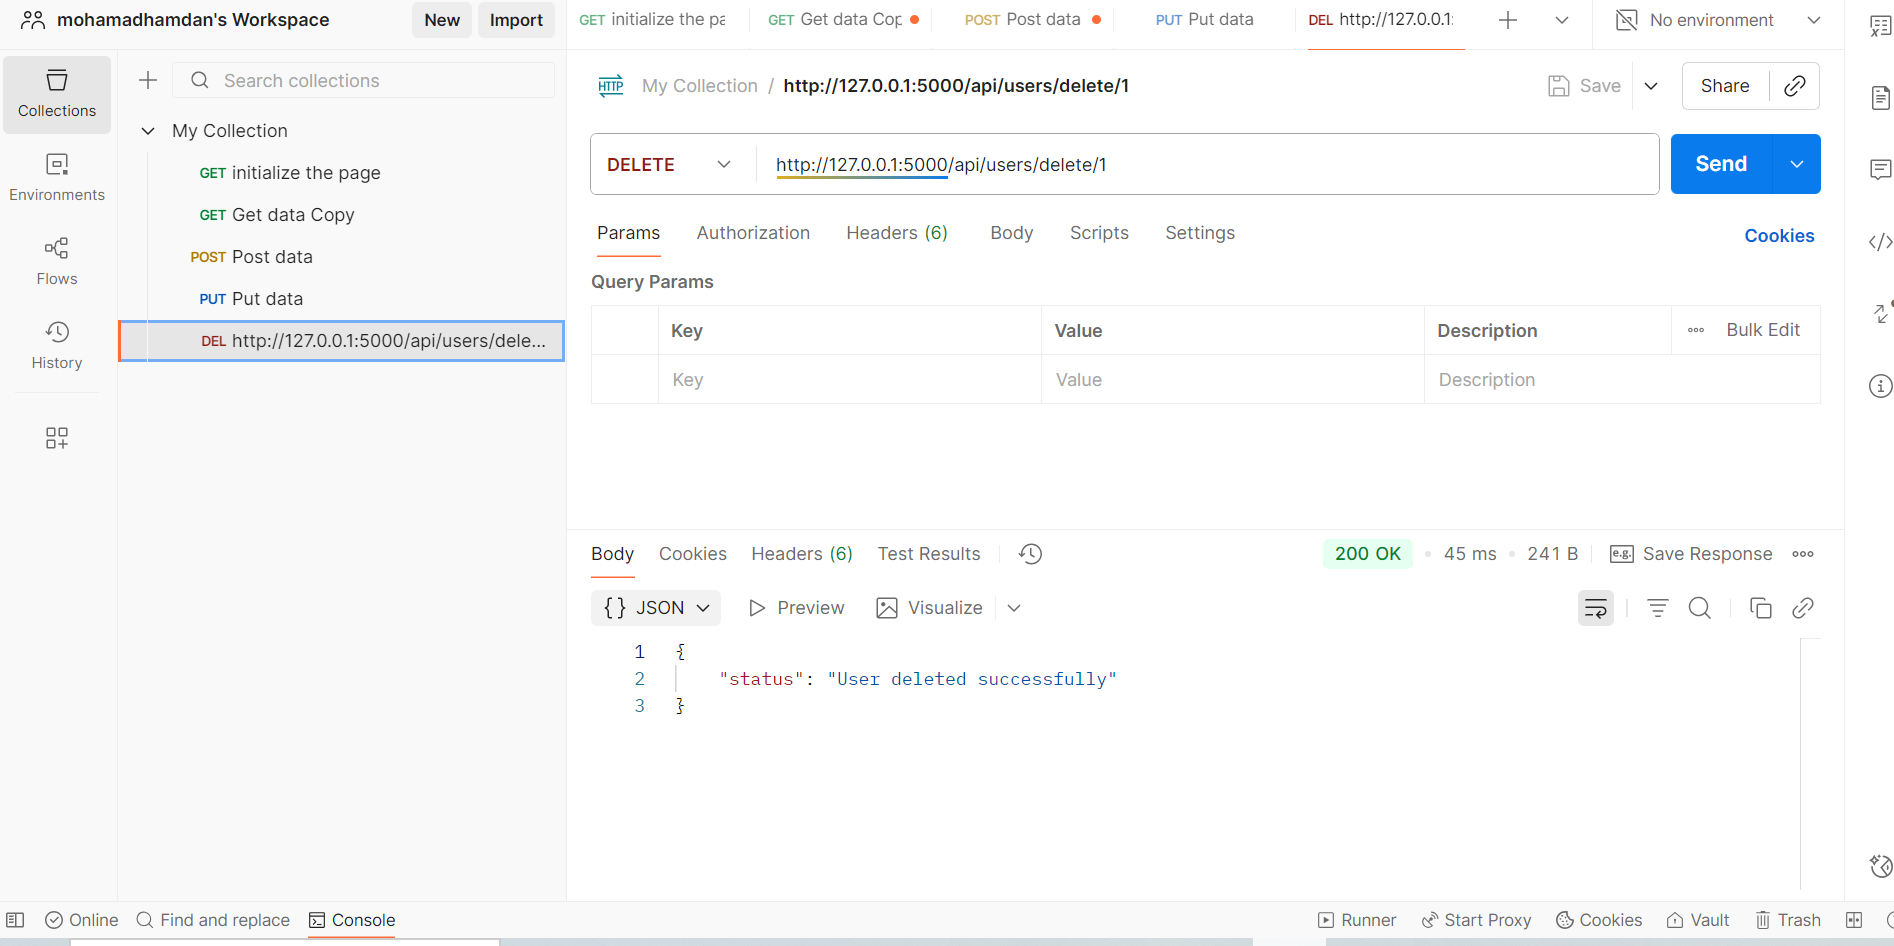 mohamadhamdan's Workspace
New
Import
GET initialize the pa
GET Get data Cop
POST Post data
PUT Put data
DEL http://127.0.0.1:
No environment
Collections
Environments
Flows
History
Search collections
My Collection
GET initialize the page
GET Get data Copy
POST Post data
PUT Put data
DEL http://127.0.0.1:5000/api/users/dele...
HTTP My Collection / http://127.0.0.1:5000/api/users/delete/1
Save
Share
DELETE
http://127.0.0.1:5000/api/users/delete/1
Send
Params
Authorization
Headers (6)
Body
Scripts
Settings
Cookies
Query Params
Key
Value
Description
Bulk Edit
Key
Value
Description
Body
Cookies
Headers (6)
Test Results
200 OK
45 ms
241 B
e.g. Save Response
{} JSON
Preview
Visualize
1 {
2 "status": "User deleted successfully"
3 }
Online
Find and replace
Console
Runner
Start Proxy
Cookies
Vault
Trash